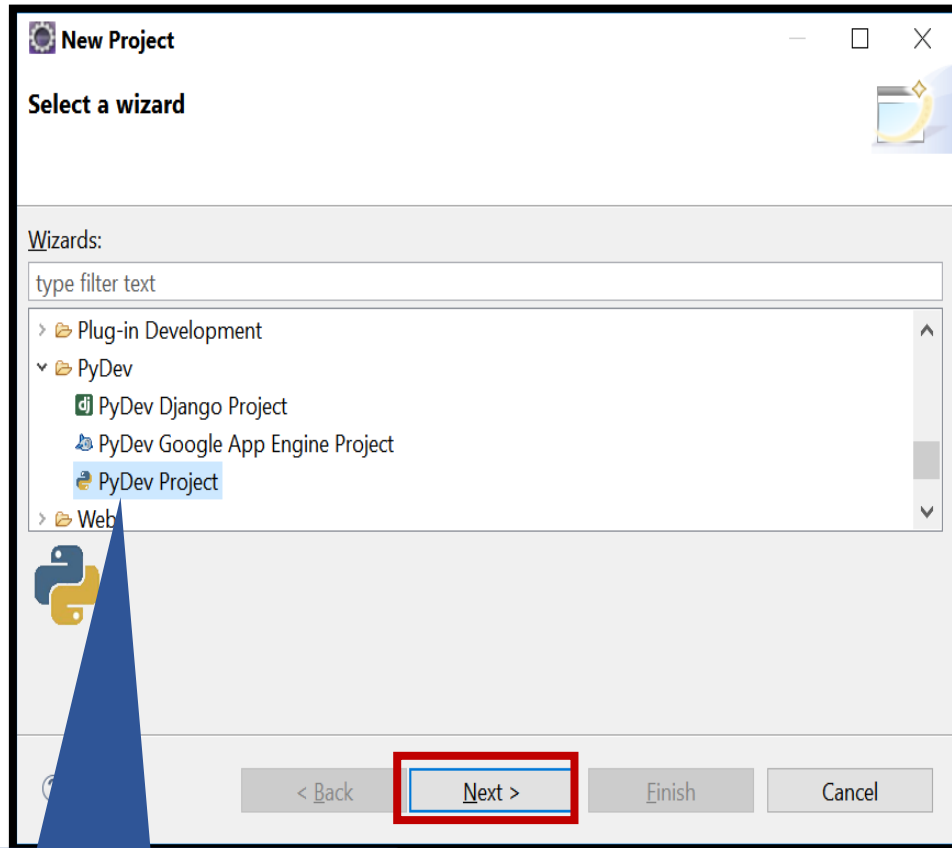 New Project
Select a wizard
Wizards:
type filter text
Plug-in Development
PyDev
dj PyDev Django Project
PyDev Google App Engine Project
PyDev Project
Web
< Back Next > Finish Cancel